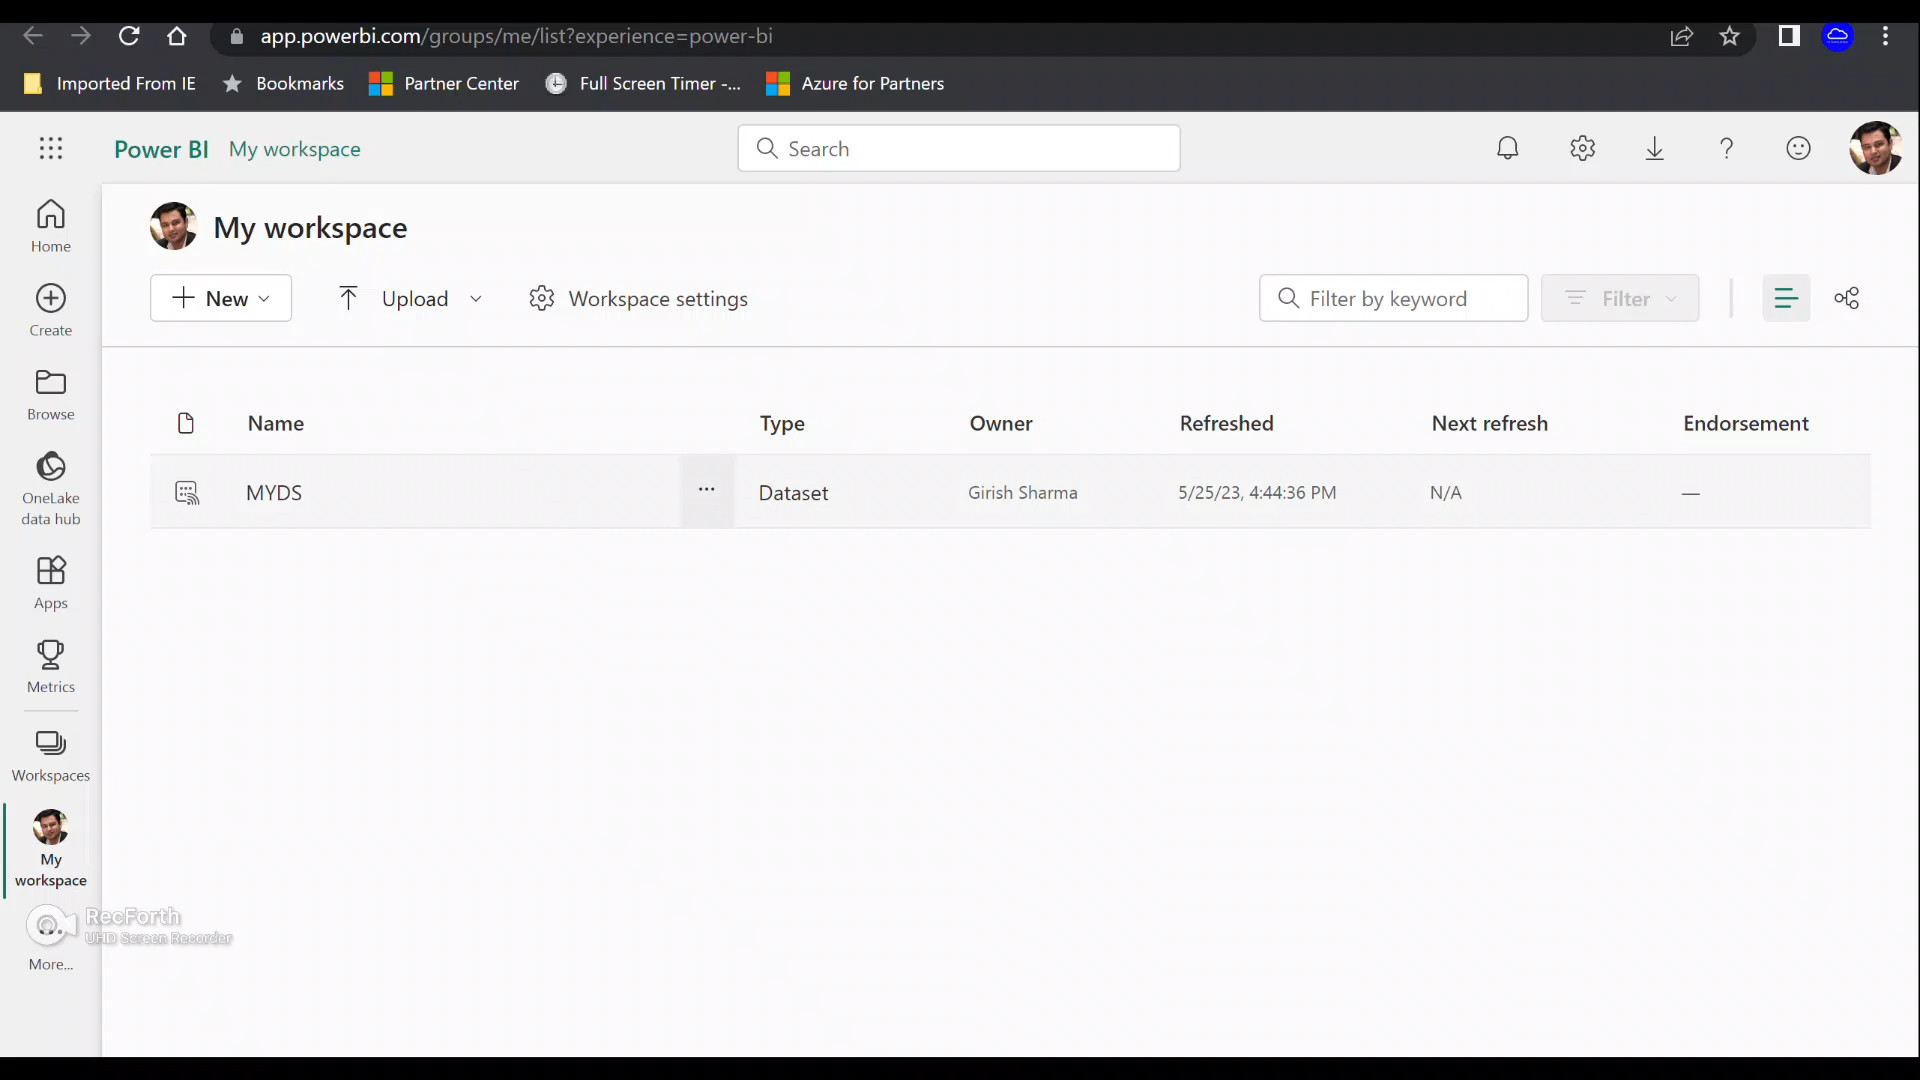 app.powerbi.com/groups/me/list?experience=power-bi
Imported From IE
Bookmarks
Partner Center
Full Screen Timer -...
Azure for Partners
Power BI
My workspace
Search
My workspace
New
Upload
Workspace settings
Filter by keyword
Filter
Home
Create
Browse
OneLake
data hub
Apps
Metrics
Workspaces
My
workspace
More...
Name
Type
Owner
Refreshed
Next refresh
Endorsement
MYDS
...
Dataset
Girish Sharma
5/25/23, 4:44:36 PM
N/A
—
RecForth
UHD Screen Recorder